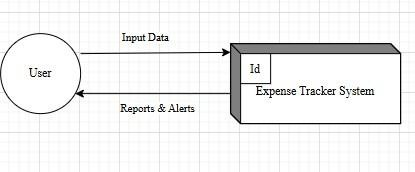 Input Data
User
Id
Expense Tracker System
Reports & Alerts